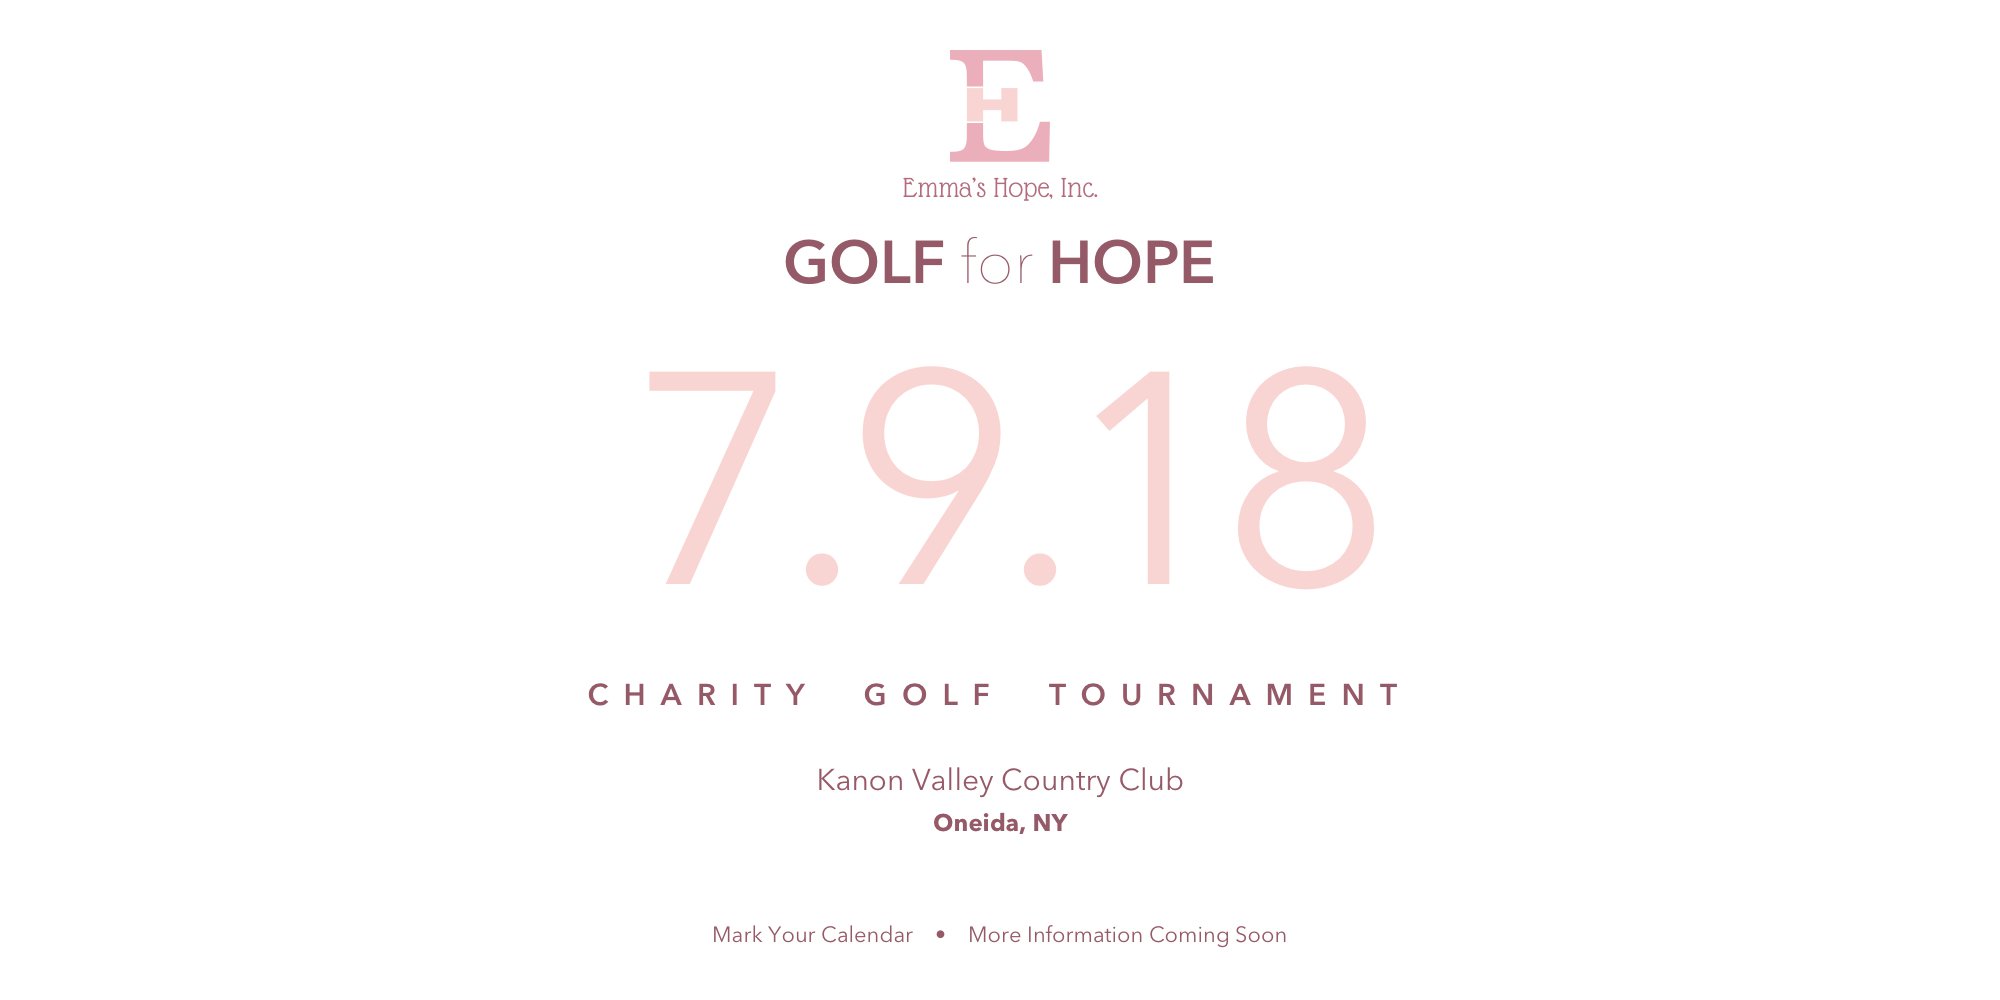 EH
Emma's Hope, Inc.
GOLF for HOPE
7.9.18
CHARITY GOLF TOURNAMENT
Kanon Valley Country Club
Oneida, NY
Mark Your Calendar • More Information Coming Soon